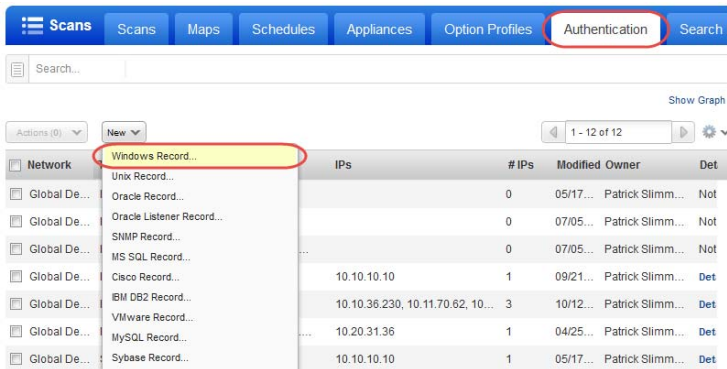 Scans Scans Maps Schedules Appliances Option Profiles Authentication Search
Search...
Show Graph
Actions (0) New 1 - 12 of 12
Network IPs # IPs Modified Owner
Windows Record...
Unix Record...
Oracle Record...
Oracle Listener Record...
SNMP Record...
MS SQL Record...
Cisco Record...
IBM DB2 Record...
VMware Record...
MySQL Record...
Sybase Record...
Global De... 0 05/17... Patrick Slimm... Not
Global De... 0 07/05... Patrick Slimm... Not
Global De... ... 0 07/05... Patrick Slimm... Not
Global De... 10.10.10.10 1 09/21... Patrick Slimm... Det
Global De... 10.10.36.230, 10.11.70.62, 10... 3 10/12... Patrick Slimm... Det
Global De... ... 10.20.31.36 1 04/25... Patrick Slimm... Det
Global De... 10.10.10.10 1 05/17... Patrick Slimm... Det